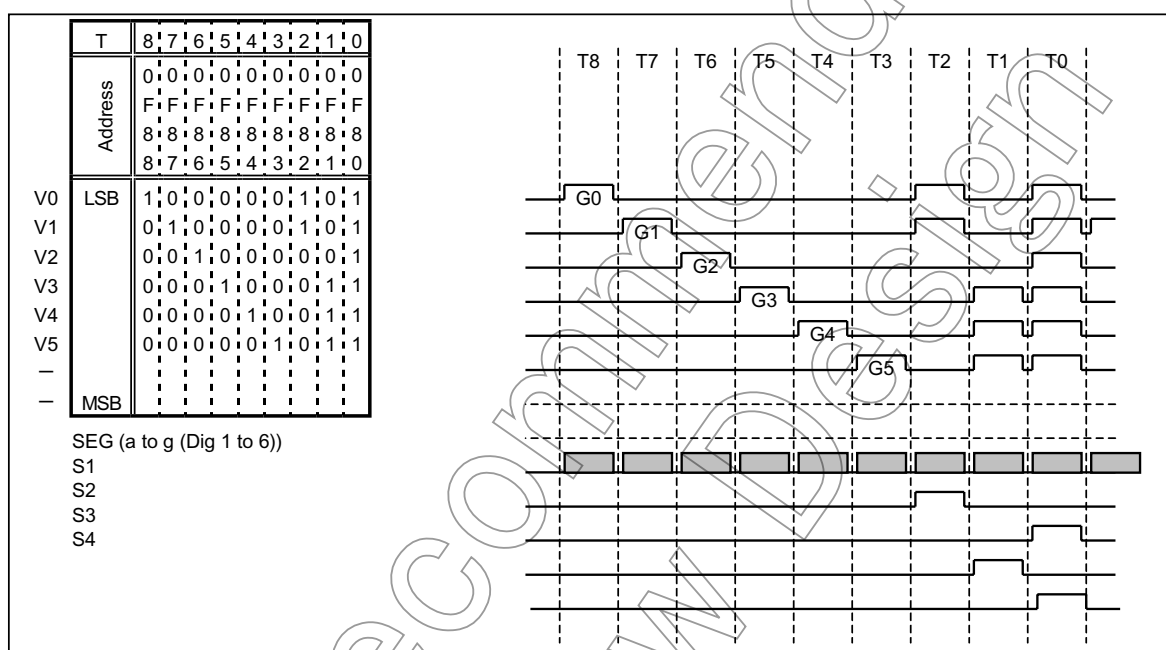 T 8 7 6 5 4 3 2 1 0
Address
0 0 0 0 0 0 0 0 0
F F F F F F F F F
8 8 8 8 8 8 8 8 8
8 7 6 5 4 3 2 1 0
V0 LSB 1 0 0 0 0 0 1 0 1
V1 0 1 0 0 0 0 1 0 1
V2 0 0 1 0 0 0 0 0 1
V3 0 0 0 1 0 0 0 1 1
V4 0 0 0 0 1 0 0 1 1
V5 0 0 0 0 0 1 0 1 1
–
– MSB
SEG (a to g (Dig 1 to 6))
S1
S2
S3
S4
T8 T7 T6 T5 T4 T3 T2 T1 T0
G0
G1
G2
G3
G4
G5
ecommend
w Design